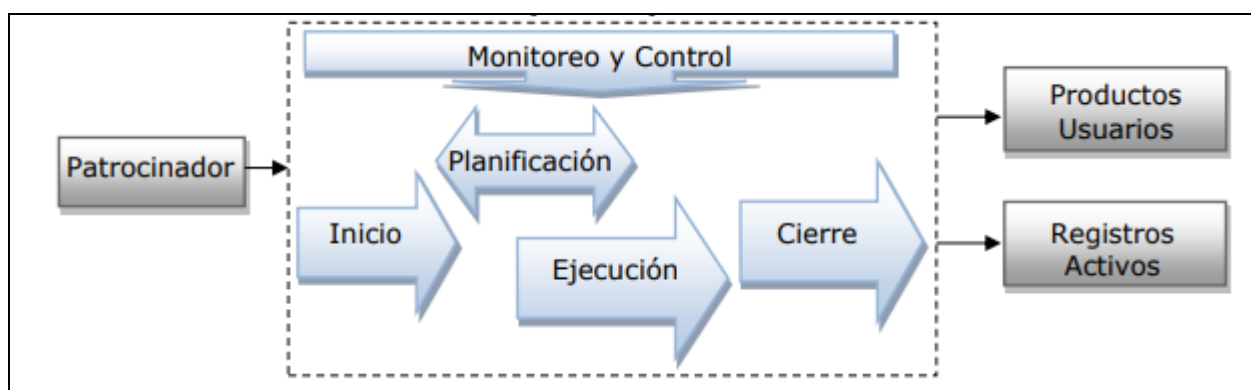 Monitoreo y Control
Patrocinador
Planificación
Inicio
Ejecución
Cierre
Productos
Usuarios
Registros
Activos